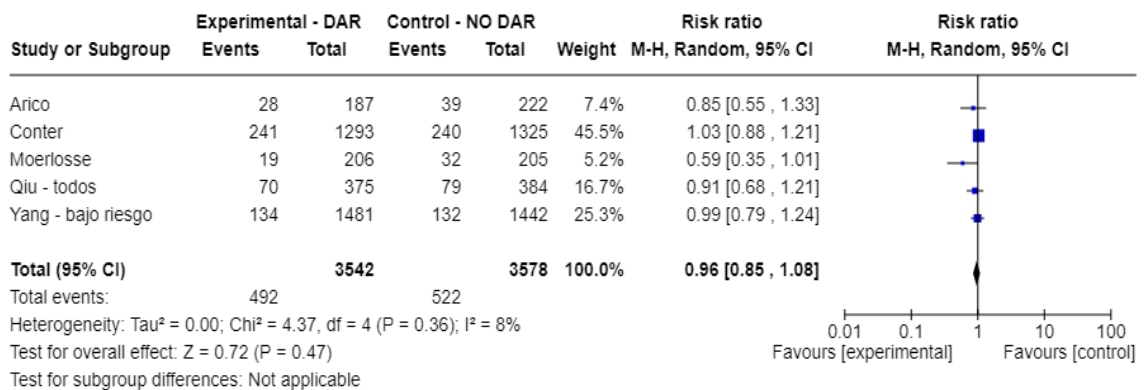 Experimental - DAR Control - NO DAR Risk ratio Risk ratio
Study or Subgroup Events Total Events Total Weight M-H, Random, 95% CI M-H, Random, 95% CI
Arico 28 187 39 222 7.4% 0.85 [0.55 , 1.33]
Conter 241 1293 240 1325 45.5% 1.03 [0.88 , 1.21]
Moerlosse 19 206 32 205 5.2% 0.59 [0.35 , 1.01]
Qiu - todos 70 375 79 384 16.7% 0.91 [0.68 , 1.21]
Yang - bajo riesgo 134 1481 132 1442 25.3% 0.99 [0.79 , 1.24]
Total (95% CI) 3542 3578 100.0% 0.96 [0.85 , 1.08]
Total events: 492 522
Heterogeneity: Tau² = 0.00; Chi² = 4.37, df = 4 (P = 0.36); I² = 8%
Test for overall effect: Z = 0.72 (P = 0.47)
Test for subgroup differences: Not applicable
0.01 0.1 1 10 100
Favours [experimental] Favours [control]